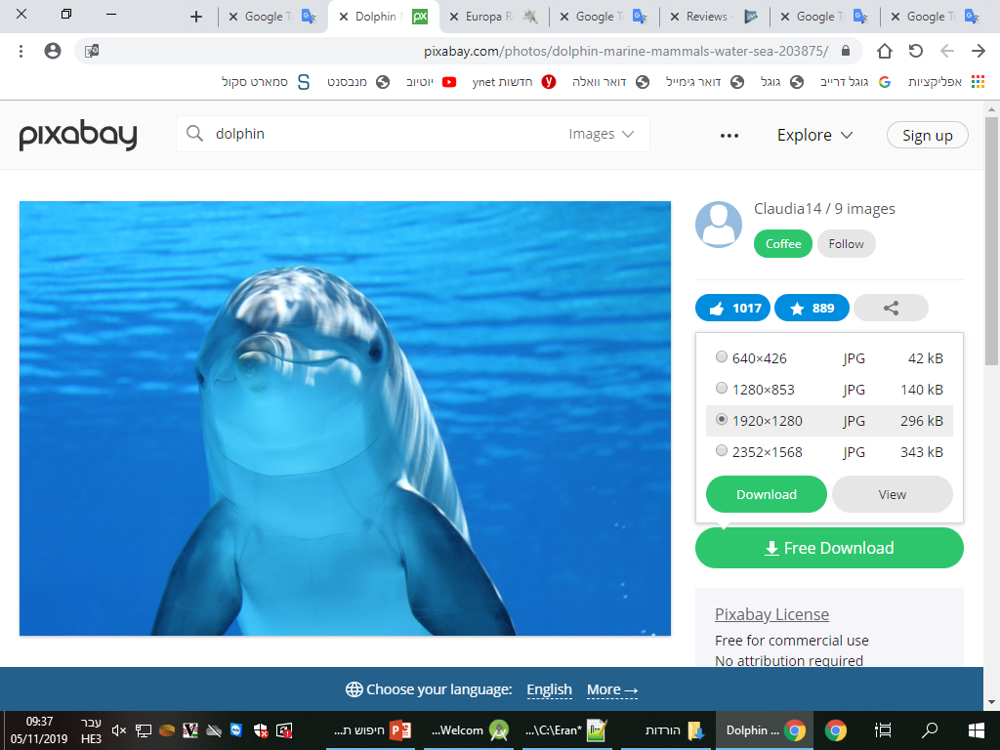 Google T
Dolphin
px
Europa R
Google T
Reviews -
Google T
Google T
pixabay.com/photos/dolphin-marine-mammals-water-sea-203875/
אפליקציות
גוגל דרייב
גוגל
דואר גימייל
דואר וואלה
חדשות ynet
יוטיוב
מנבסנט
סמארט סקול
pixabay
dolphin
Images
Explore
Sign up
Claudia14 / 9 images
Coffee Follow
1017 889
640×426 JPG 42 kB
1280×853 JPG 140 kB
1920×1280 JPG 296 kB
2352×1568 JPG 343 kB
Download View
Free Download
Pixabay License
Free for commercial use
No attribution required
Choose your language: English More →
09:37
05/11/2019
עבר
HE3
חיפוש ת...
...Welcom
...\C:\Eran*
הורדות
Dolphin ...